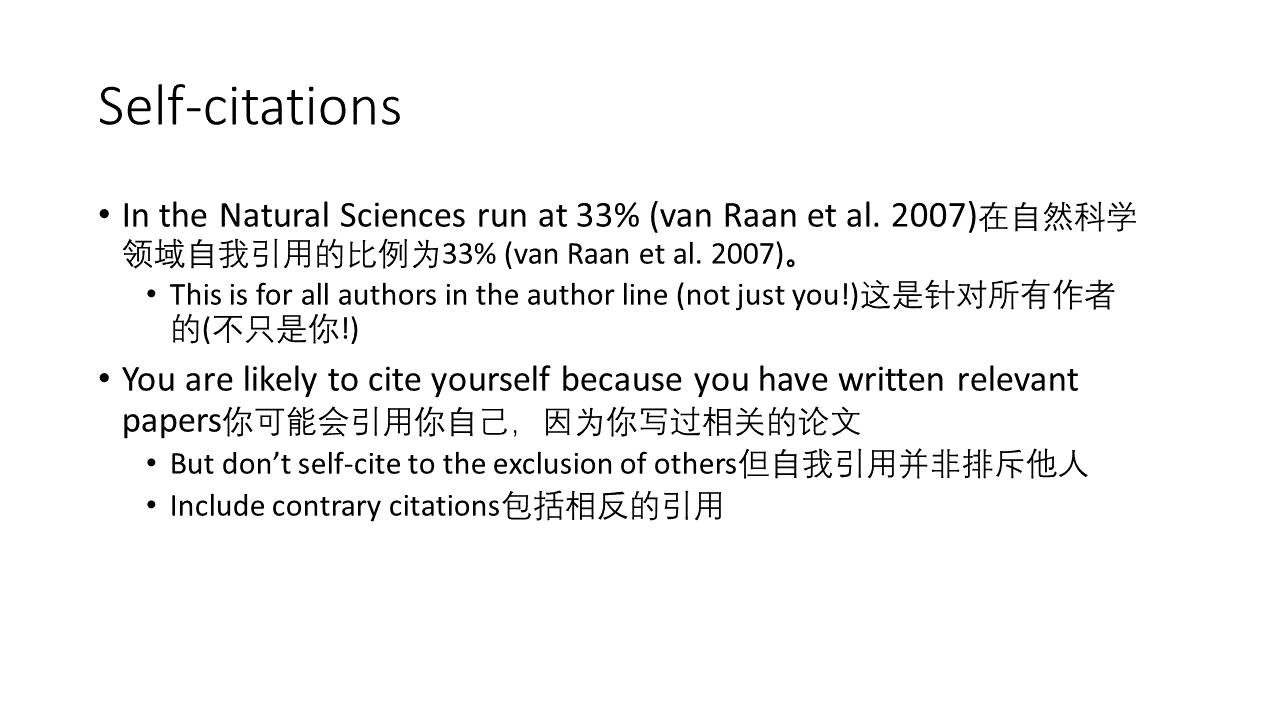 Self-citations
• In the Natural Sciences run at 33% (van Raan et al. 2007)在自然科学
领域自我引用的比例为33% (van Raan et al. 2007)。
• This is for all authors in the author line (not just you!)这是针对所有作者
的(不只是你!)
• You are likely to cite yourself because you have written relevant
papers你可能会引用你自己，因为你写过相关的论文
• But don’t self-cite to the exclusion of others但自我引用并非排斥他人
• Include contrary citations包括相反的引用